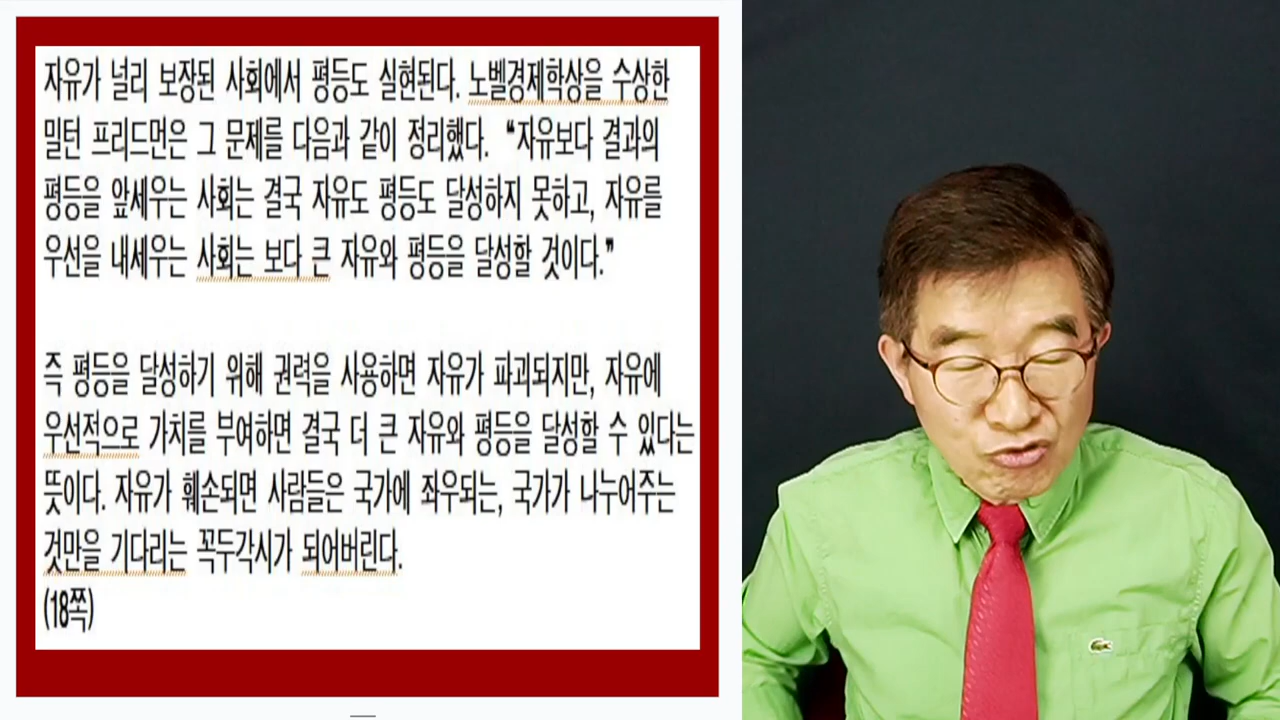 자유가 널리 보장된 사회에서 평등도 실현된다. 노벨경제학상을 수상한
밀턴 프리드먼은 그 문제를 다음과 같이 정리했다. “자유보다 결과의
평등을 앞세우는 사회는 결국 자유도 평등도 달성하지 못하고, 자유를
우선을 내세우는 사회는 보다 큰 자유와 평등을 달성할 것이다.”
즉 평등을 달성하기 위해 권력을 사용하면 자유가 파괴되지만, 자유에
우선적으로 가치를 부여하면 결국 더 큰 자유와 평등을 달성할 수 있다는
뜻이다. 자유가 훼손되면 사람들은 국가에 좌우되는, 국가가 나누어주는
것만을 기다리는 꼭두각시가 되어버린다.
(18쪽)